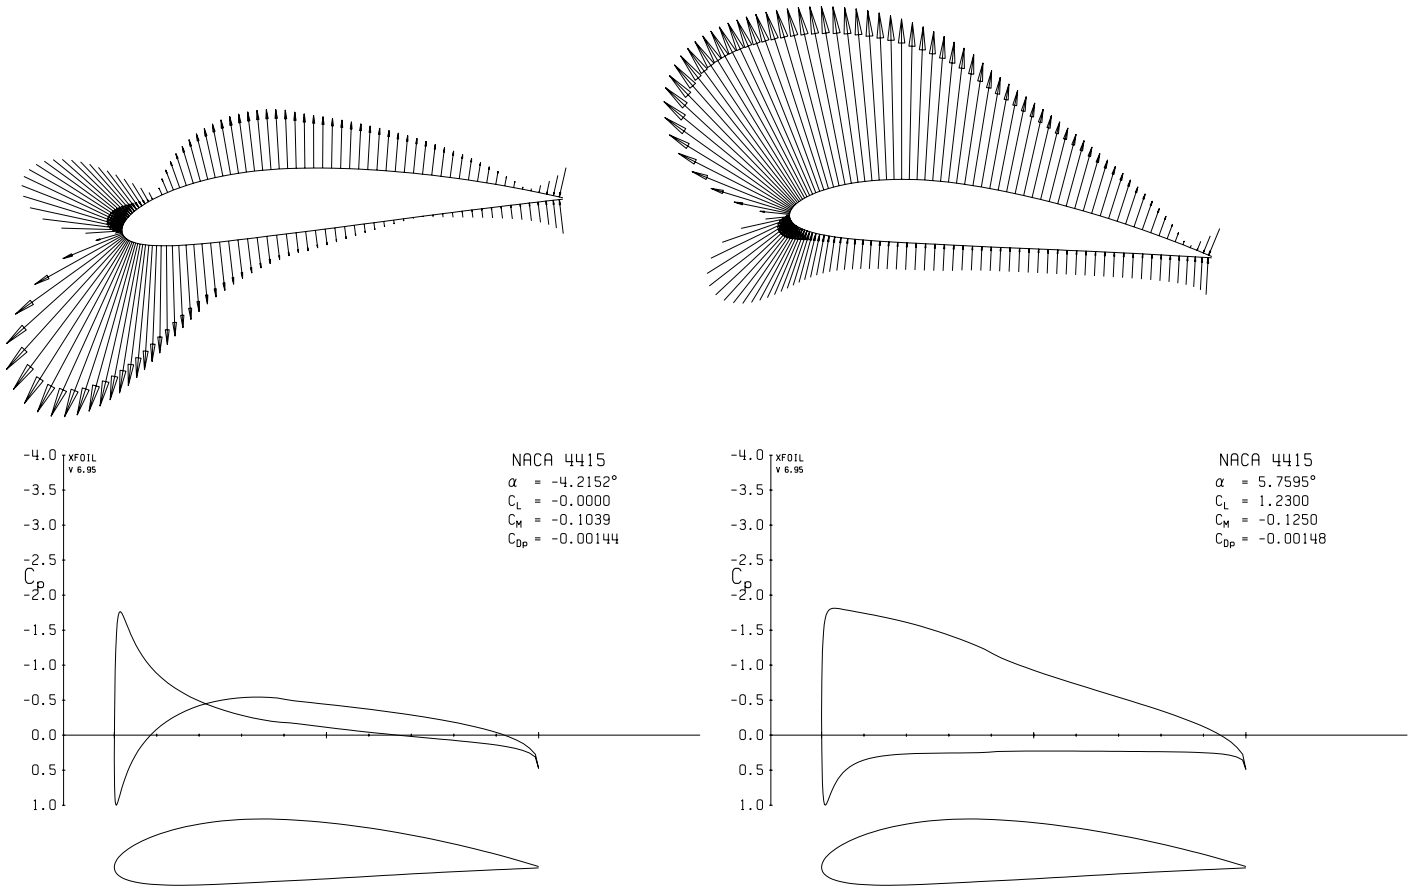 -4.0 XFOIL
V 6.95
-3.5
-3.0
-2.5
Cp
-2.0
-1.5
-1.0
-0.5
0.0
0.5
1.0
NACA 4415
α = -4.2152°
CL = -0.0000
CM = -0.1039
CDp = -0.00144
-4.0 XFOIL
V 6.95
-3.5
-3.0
-2.5
Cp
-2.0
-1.5
-1.0
-0.5
0.0
0.5
1.0
NACA 4415
α = 5.7595°
CL = 1.2300
CM = -0.1250
CDp = -0.00148